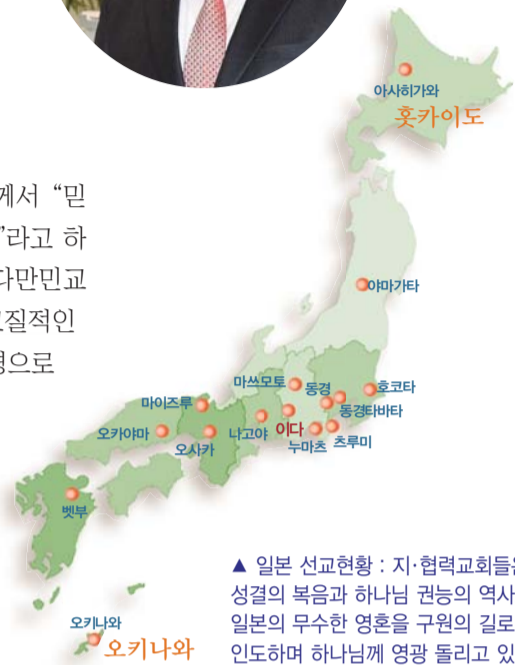 아사히가와
홋카이도
께서 “믿
”라고 하
다만민교
고질적인
령으로
야마가타
마쓰모토
동경
호코타
마이즈루
동경타바타
오카야마
오사카
나고야
이다
누마츠
츠루미
벳부
오키나와
오키나와
▲ 일본 선교현황 : 지·협력교회들은
성결의 복음과 하나님 권능의 역사
일본의 무수한 영혼을 구원의 길로
인도하며 하나님께 영광 돌리고 있